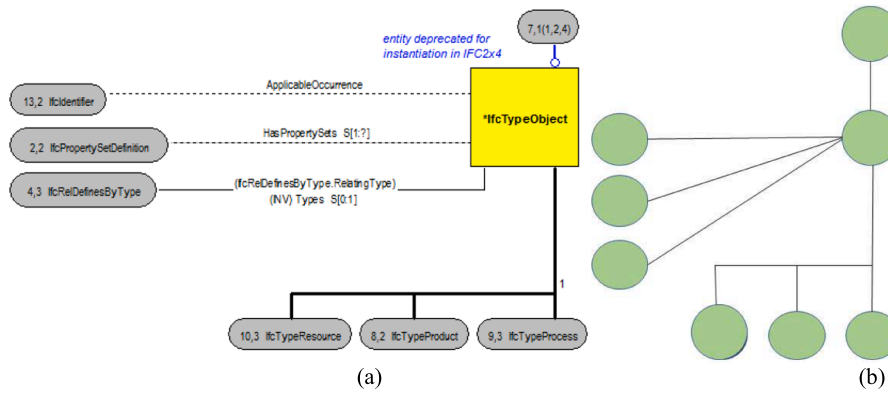 7,1(1,2,4)
entity deprecated for
instantiation in IFC2x4
ApplicableOccurrence
13,2 IfcIdentifier
*IfcTypeObject
HasPropertySets S[1:?]
2,2 IfcPropertySetDefinition
4,3 IfcRelDefinesByType
(IfcRelDefinesByType.RelatingType)
(INV) Types S[0:1]
1
10,3 IfcTypeResource
8,2 IfcTypeProduct
9,3 IfcTypeProcess
(a)
(b)